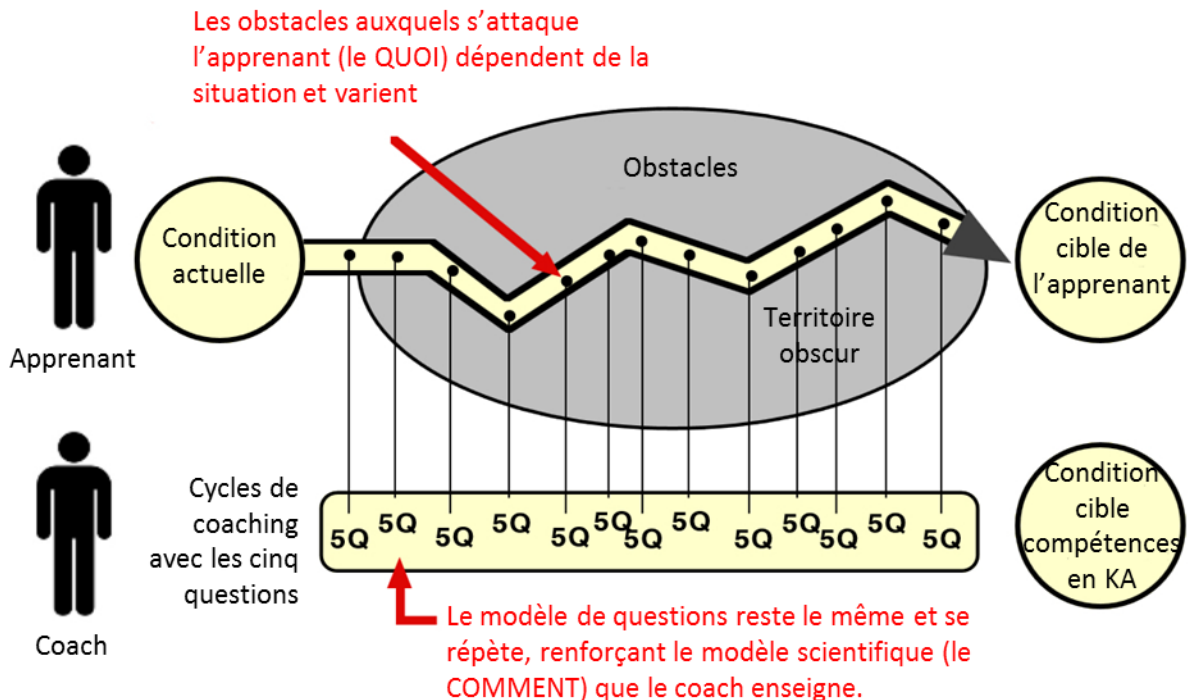 Les obstacles auxquels s’attaque
l’apprenant (le QUOI) dépendent de la
situation et varient
Obstacles
Condition
actuelle
Condition
cible de
l’apprenant
Territoire
obscur
Apprenant
Cycles de
coaching
avec les cinq
questions
5Q 5Q 5Q 5Q 5Q 5Q 5Q 5Q 5Q 5Q 5Q 5Q 5Q
Condition
cible
compétences
en KA
Coach
Le modèle de questions reste le même et se
répète, renforçant le modèle scientifique (le
COMMENT) que le coach enseigne.